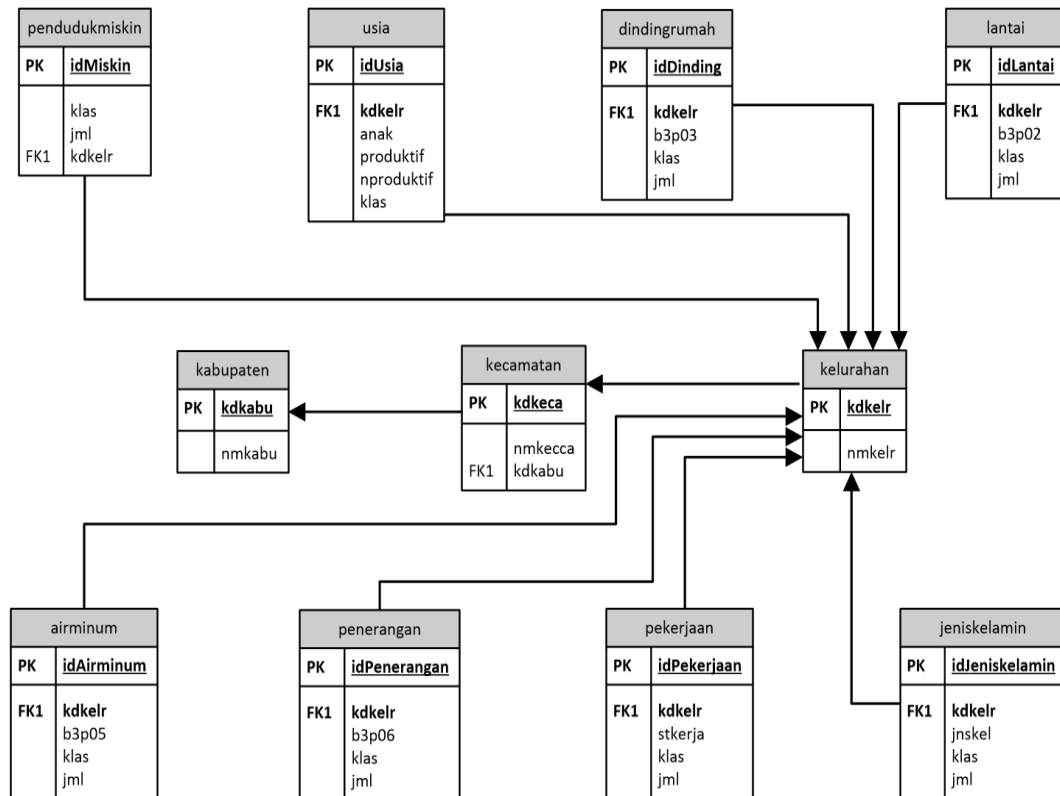 pendudukmiskin
PK idMiskin
klas
jml
FK1 kdkelr
usia
PK idUsia
FK1 kdkelr
anak
produktif
nproduktif
klas
dindingrumah
PK idDinding
FK1 kdkelr
b3p03
klas
jml
lantai
PK idLantai
FK1 kdkelr
b3p02
klas
jml
kabupaten
PK kdkabu
nmkabu
kecamatan
PK kdkeca
nmkecca
FK1 kdkabu
kelurahan
PK kdkelr
nmkelr
airminum
PK idAirminum
FK1 kdkelr
b3p05
klas
jml
penerangan
PK idPenerangan
FK1 kdkelr
b3p06
klas
jml
pekerjaan
PK idPekerjaan
FK1 kdkelr
stkerja
klas
jml
jeniskelamin
PK idJeniskelamin
FK1 kdkelr
jnskel
klas
jml